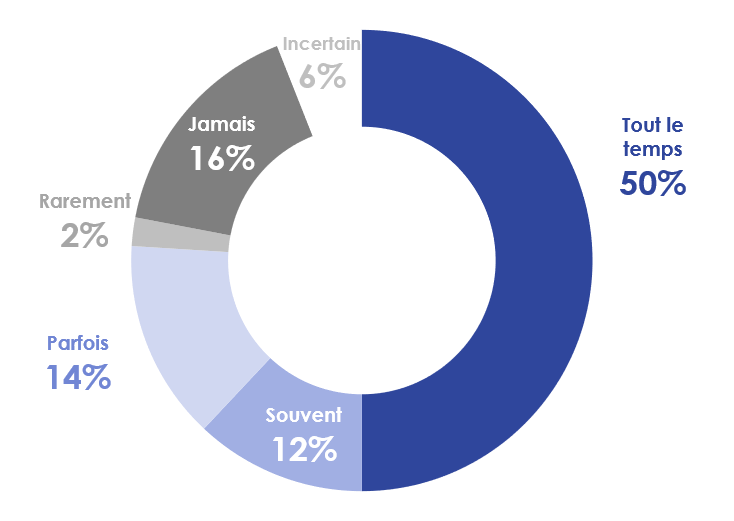 Incertain
6%
Tout le
temps
50%
Jamais
16%
Rarement
2%
Parfois
14%
Souvent
12%